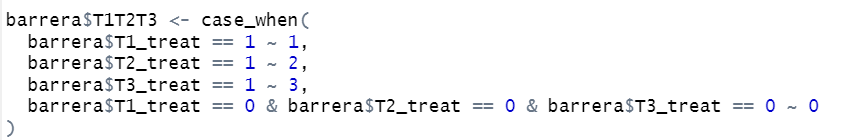 barrera$T1T2T3 <- case_when(
  barrera$T1_treat == 1 ~ 1,
  barrera$T2_treat == 1 ~ 2,
  barrera$T3_treat == 1 ~ 3,
  barrera$T1_treat == 0 & barrera$T2_treat == 0 & barrera$T3_treat == 0 ~ 0
)